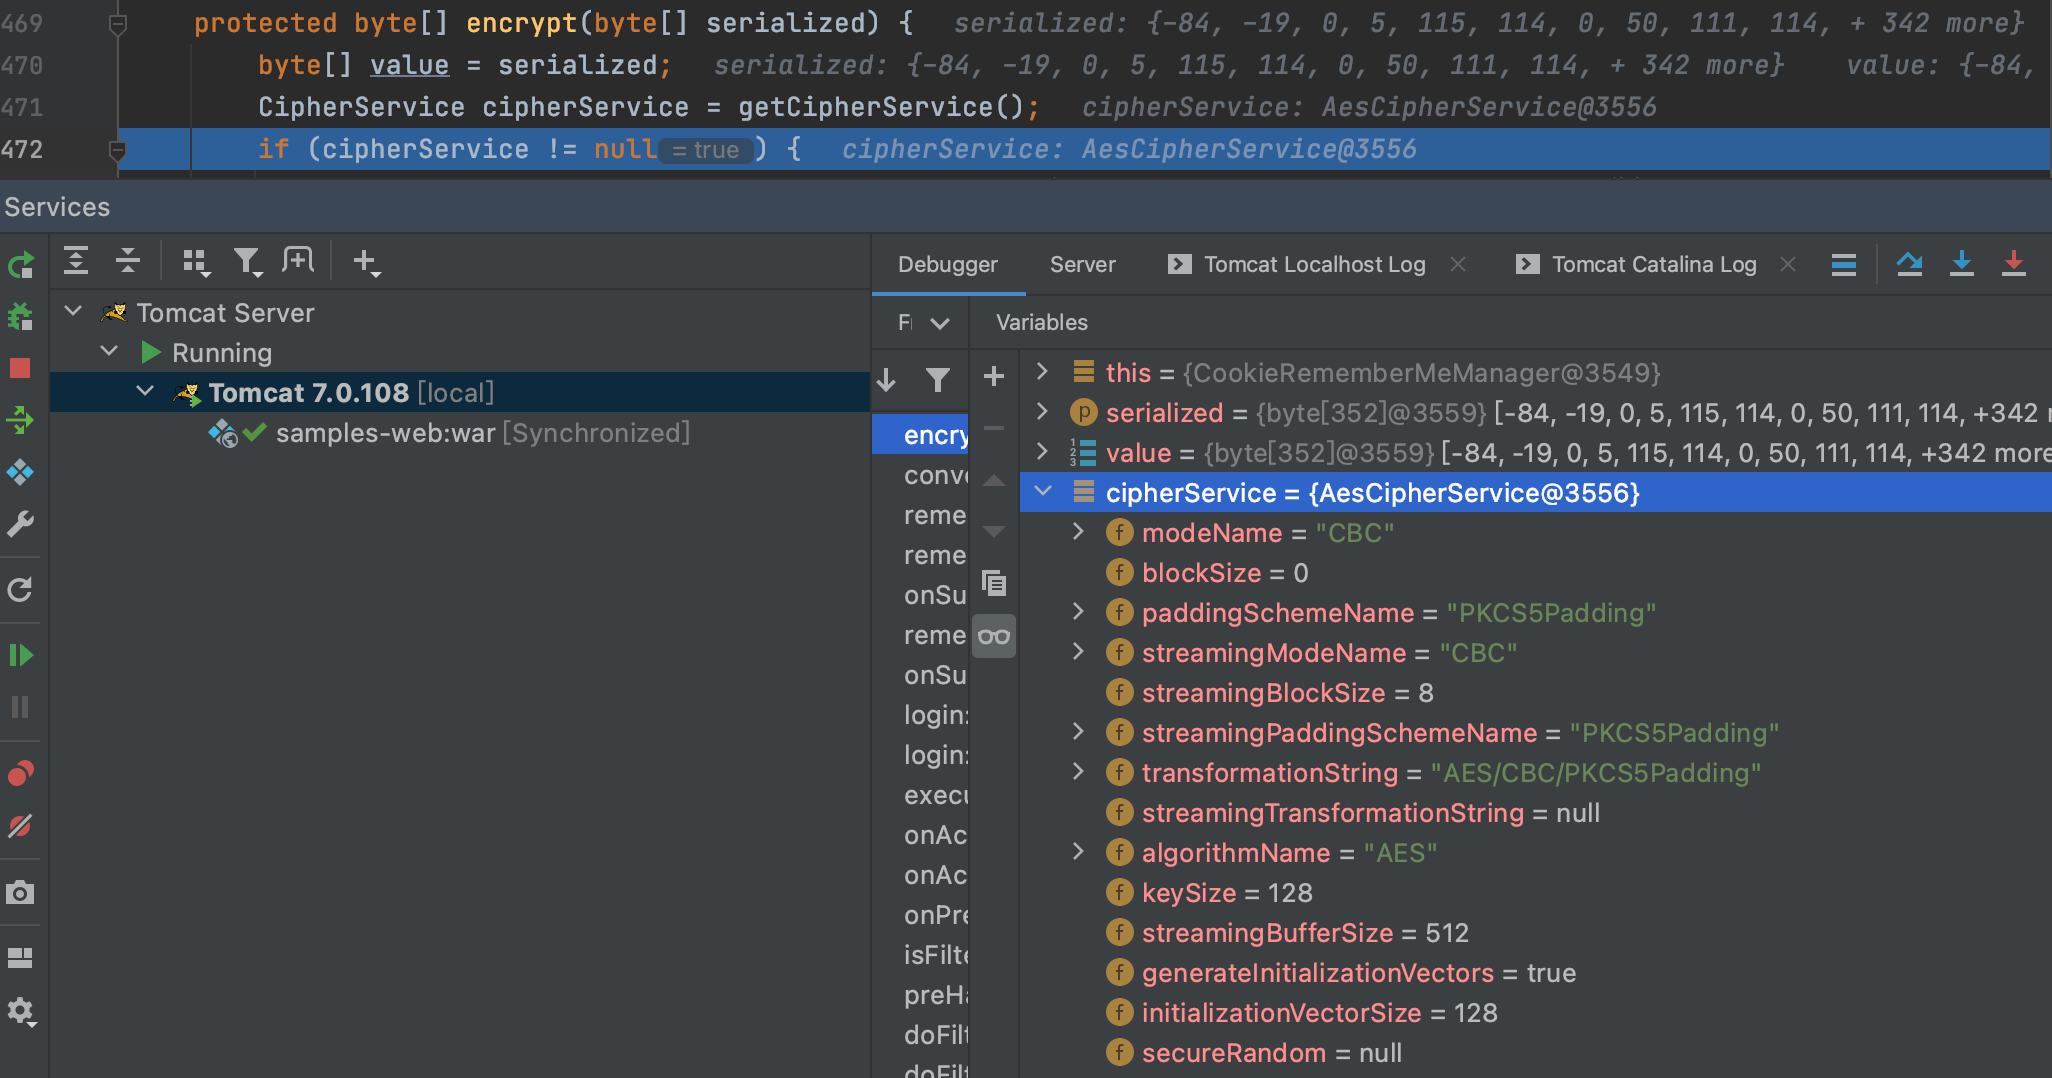 469 protected byte[] encrypt(byte[] serialized) { serialized: {-84, -19, 0, 5, 115, 114, 0, 50, 111, 114, + 342 more}
470 byte[] value = serialized; serialized: {-84, -19, 0, 5, 115, 114, 0, 50, 111, 114, + 342 more} value: {-84,
471 CipherService cipherService = getCipherService(); cipherService: AesCipherService@3556
472 if (cipherService != null = true ) { cipherService: AesCipherService@3556
Services
Debugger Server Tomcat Localhost Log Tomcat Catalina Log
Tomcat Server
Running
Tomcat 7.0.108 [local]
samples-web:war [Synchronized]
Variables
encry
conve
reme
reme
onSu
reme
onSu
login:
login:
execu
onAc
onAc
onPre
isFilte
preHa
doFilt
doFilt
this = {CookieRememberMeManager@3549}
serialized = {byte[352]@3559} [-84, -19, 0, 5, 115, 114, 0, 50, 111, 114, +342 m
value = {byte[352]@3559} [-84, -19, 0, 5, 115, 114, 0, 50, 111, 114, +342 more
cipherService = {AesCipherService@3556}
modeName = "CBC"
blockSize = 0
paddingSchemeName = "PKCS5Padding"
streamingModeName = "CBC"
streamingBlockSize = 8
streamingPaddingSchemeName = "PKCS5Padding"
transformationString = "AES/CBC/PKCS5Padding"
streamingTransformationString = null
algorithmName = "AES"
keySize = 128
streamingBufferSize = 512
generateInitializationVectors = true
initializationVectorSize = 128
secureRandom = null